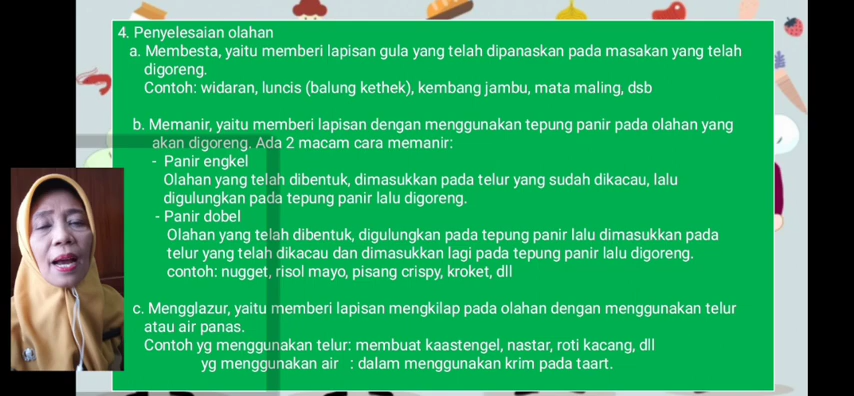 4. Penyelesaian olahan
a. Membesta, yaitu memberi lapisan gula yang telah dipanaskan pada masakan yang telah
digoreng.
Contoh: widaran, luncis (balung kethek), kembang jambu, mata maling, dsb
b. Memanir, yaitu memberi lapisan dengan menggunakan tepung panir pada olahan yang
akan digoreng. Ada 2 macam cara memanir:
- Panir engkel
Olahan yang telah dibentuk, dimasukkan pada telur yang sudah dikacau, lalu
digulungkan pada tepung panir lalu digoreng.
- Panir dobel
Olahan yang telah dibentuk, digulungkan pada tepung panir lalu dimasukkan pada
telur yang telah dikacau dan dimasukkan lagi pada tepung panir lalu digoreng.
contoh: nugget, risol mayo, pisang crispy, kroket, dll
c. Mengglazur, yaitu memberi lapisan mengkilap pada olahan dengan menggunakan telur
atau air panas.
Contoh yg menggunakan telur: membuat kaastengel, nastar, roti kacang, dll
yg menggunakan air : dalam menggunakan krim pada taart.